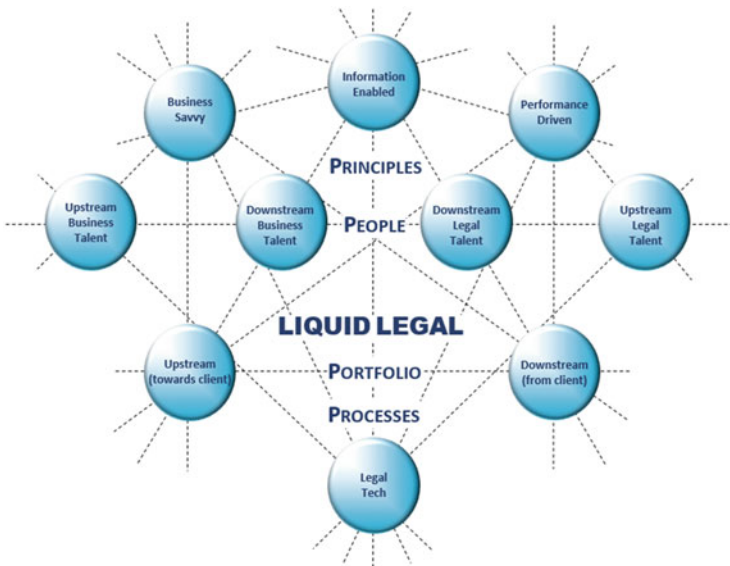 Information
Enabled
Business
Savvy
Performance
Driven
PRINCIPLES
Upstream
Business
Talent
Downstream
Business
Talent
PEOPLE
Downstream
Legal
Talent
Upstream
Legal
Talent
LIQUID LEGAL
Upstream
(towards client)
PORTFOLIO
Downstream
(from client)
PROCESSES
Legal
Tech